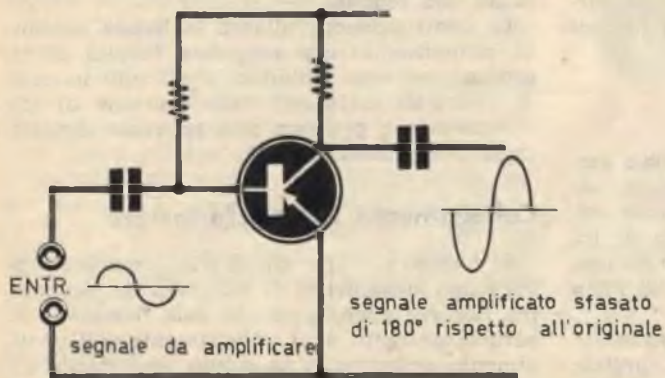 ENTR.
segnale da amplificare
segnale amplificato sfasato
di 180° rispetto all'originale